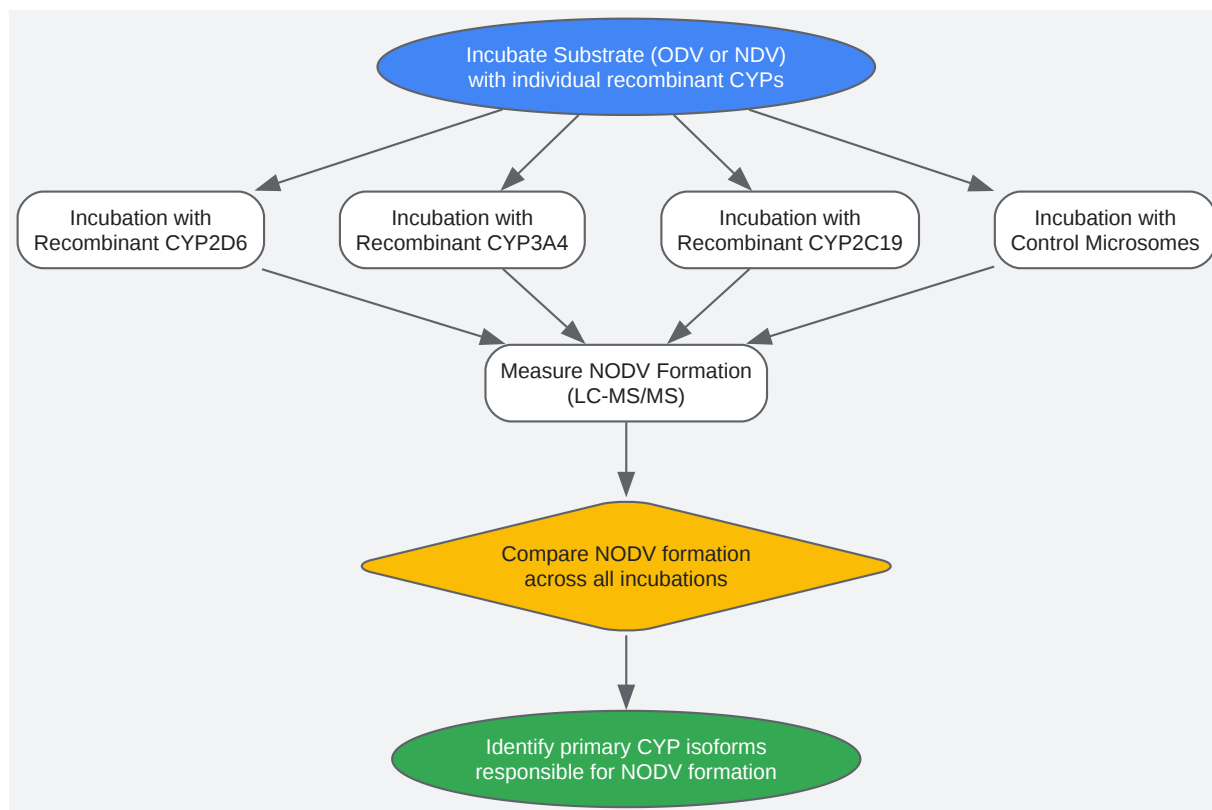 Incubate Substrate (ODV or NDV)
with individual recombinant CYPs
Incubation with
Recombinant CYP2D6
Incubation with
Recombinant CYP3A4
Incubation with
Recombinant CYP2C19
Incubation with
Control Microsomes
Measure NODV Formation
(LC-MS/MS)
Compare NODV formation
across all incubations
Identify primary CYP isoforms
responsible for NODV formation